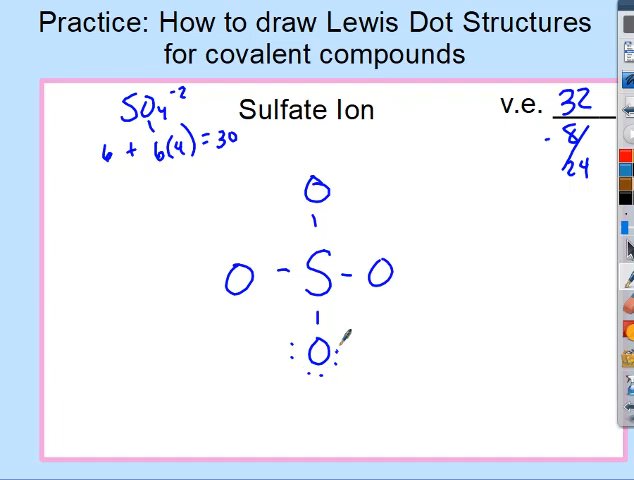 Practice: How to draw Lewis Dot Structures
for covalent compounds
SO₄⁻² Sulfate Ion v.e. 32
6 + 6(4) = 30 - 8
24
O
O - S - O
:O: